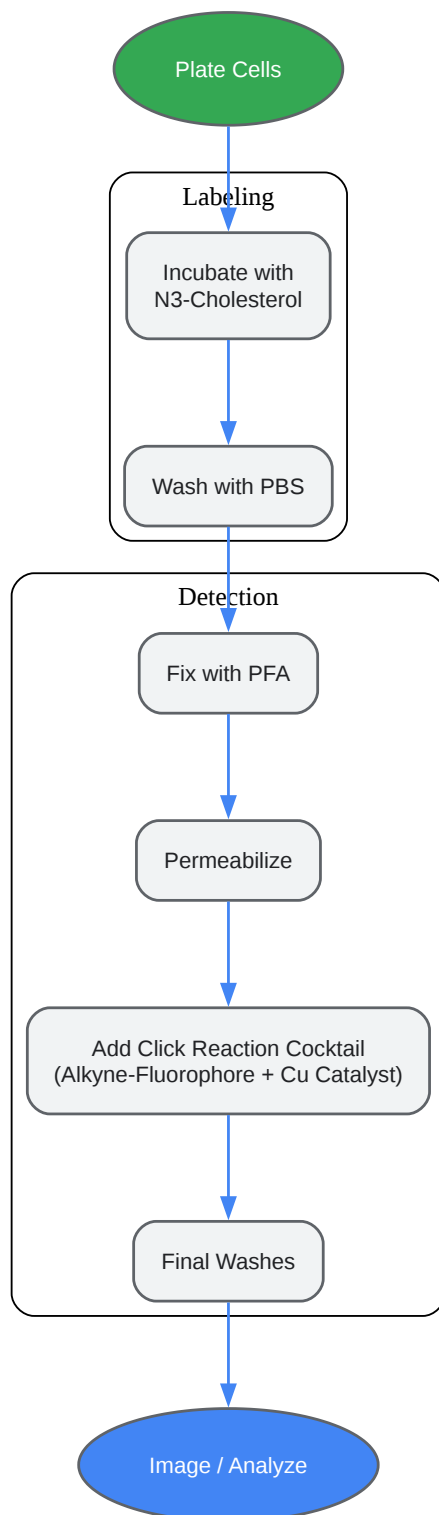 Plate Cells
Labeling
Incubate with
N3-Cholesterol
Wash with PBS
Detection
Fix with PFA
Permeabilize
Add Click Reaction Cocktail
(Alkyne-Fluorophore + Cu Catalyst)
Final Washes
Image / Analyze